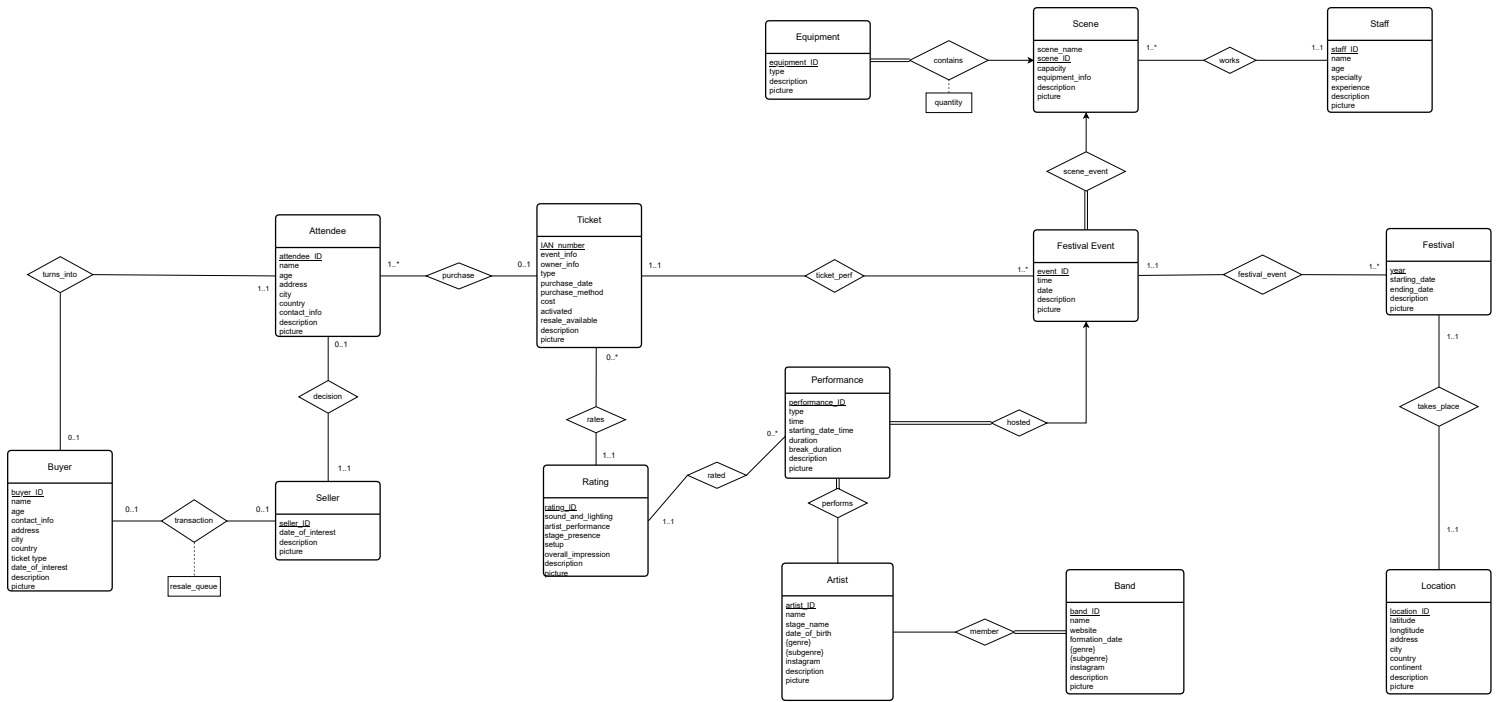 Equipment
equipment_ID
type
description
picture
contains
quantity
Scene
scene_name
scene_ID
capacity
equipment_info
description
picture
1..*
works
1..1
Staff
staff_ID
name
age
specialty
experience
description
picture
scene_event
turns_into
1..1
0..1
Attendee
attendee_ID
name
age
address
city
country
contact_info
description
picture
1..*
purchase
0..1
Ticket
IAN_number
event_info
owner_info
type
purchase_date
purchase_method
cost
activated
resale_available
description
picture
1..1
ticket_perf
1..*
Festival Event
event_ID
time
date
description
picture
1..1
festival_event
1..*
Festival
year
starting_date
ending_date
description
picture
0..1
decision
1..1
0..*
rates
1..1
Performance
performance_ID
type
time
starting_date_time
duration
break_duration
description
picture
hosted
1..1
takes_place
1..1
Buyer
buyer_ID
name
age
contact_info
address
city
country
ticket type
date_of_interest
description
picture
0..1
transaction
0..1
resale_queue
Seller
seller_ID
date_of_interest
description
picture
Rating
rating_ID
sound_and_lighting
artist_performance
stage_presence
setup
overall_impression
description
picture
0..*
rated
1..1
performs
Artist
artist_ID
name
stage_name
date_of_birth
{genre}
{subgenre}
instagram
description
picture
member
Band
band_ID
name
website
formation_date
{genre}
{subgenre}
instagram
description
picture
Location
location_ID
latitude
longtitude
address
city
country
continent
description
picture